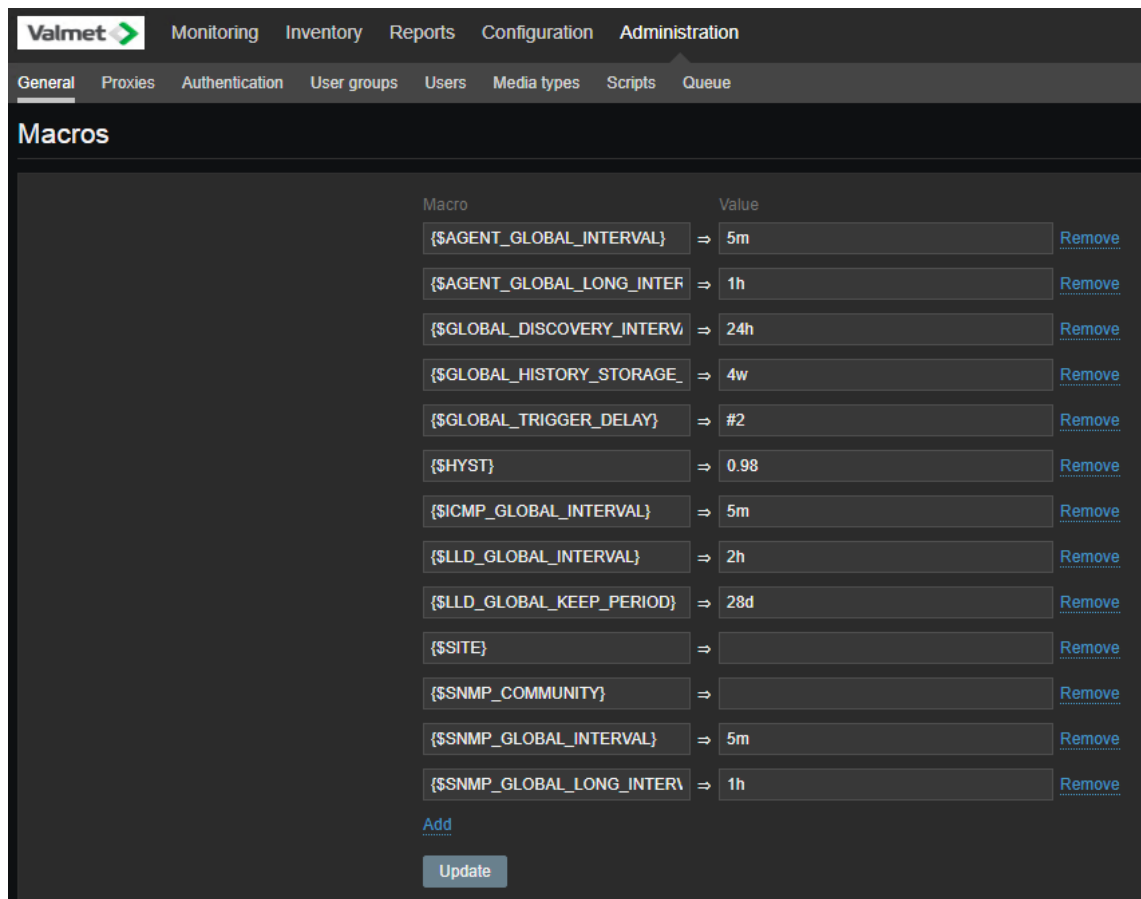 Valmet Monitoring Inventory Reports Configuration Administration
General Proxies Authentication User groups Users Media types Scripts Queue
Macros
Macro Value
{$AGENT_GLOBAL_INTERVAL} ⇒ 5m Remove
{$AGENT_GLOBAL_LONG_INTER ⇒ 1h Remove
{$GLOBAL_DISCOVERY_INTERVA ⇒ 24h Remove
{$GLOBAL_HISTORY_STORAGE_ ⇒ 4w Remove
{$GLOBAL_TRIGGER_DELAY} ⇒ #2 Remove
{$HYST} ⇒ 0.98 Remove
{$ICMP_GLOBAL_INTERVAL} ⇒ 5m Remove
{$LLD_GLOBAL_INTERVAL} ⇒ 2h Remove
{$LLD_GLOBAL_KEEP_PERIOD} ⇒ 28d Remove
{$SITE} ⇒ Remove
{$SNMP_COMMUNITY} ⇒ Remove
{$SNMP_GLOBAL_INTERVAL} ⇒ 5m Remove
{$SNMP_GLOBAL_LONG_INTERV ⇒ 1h Remove
Add
Update